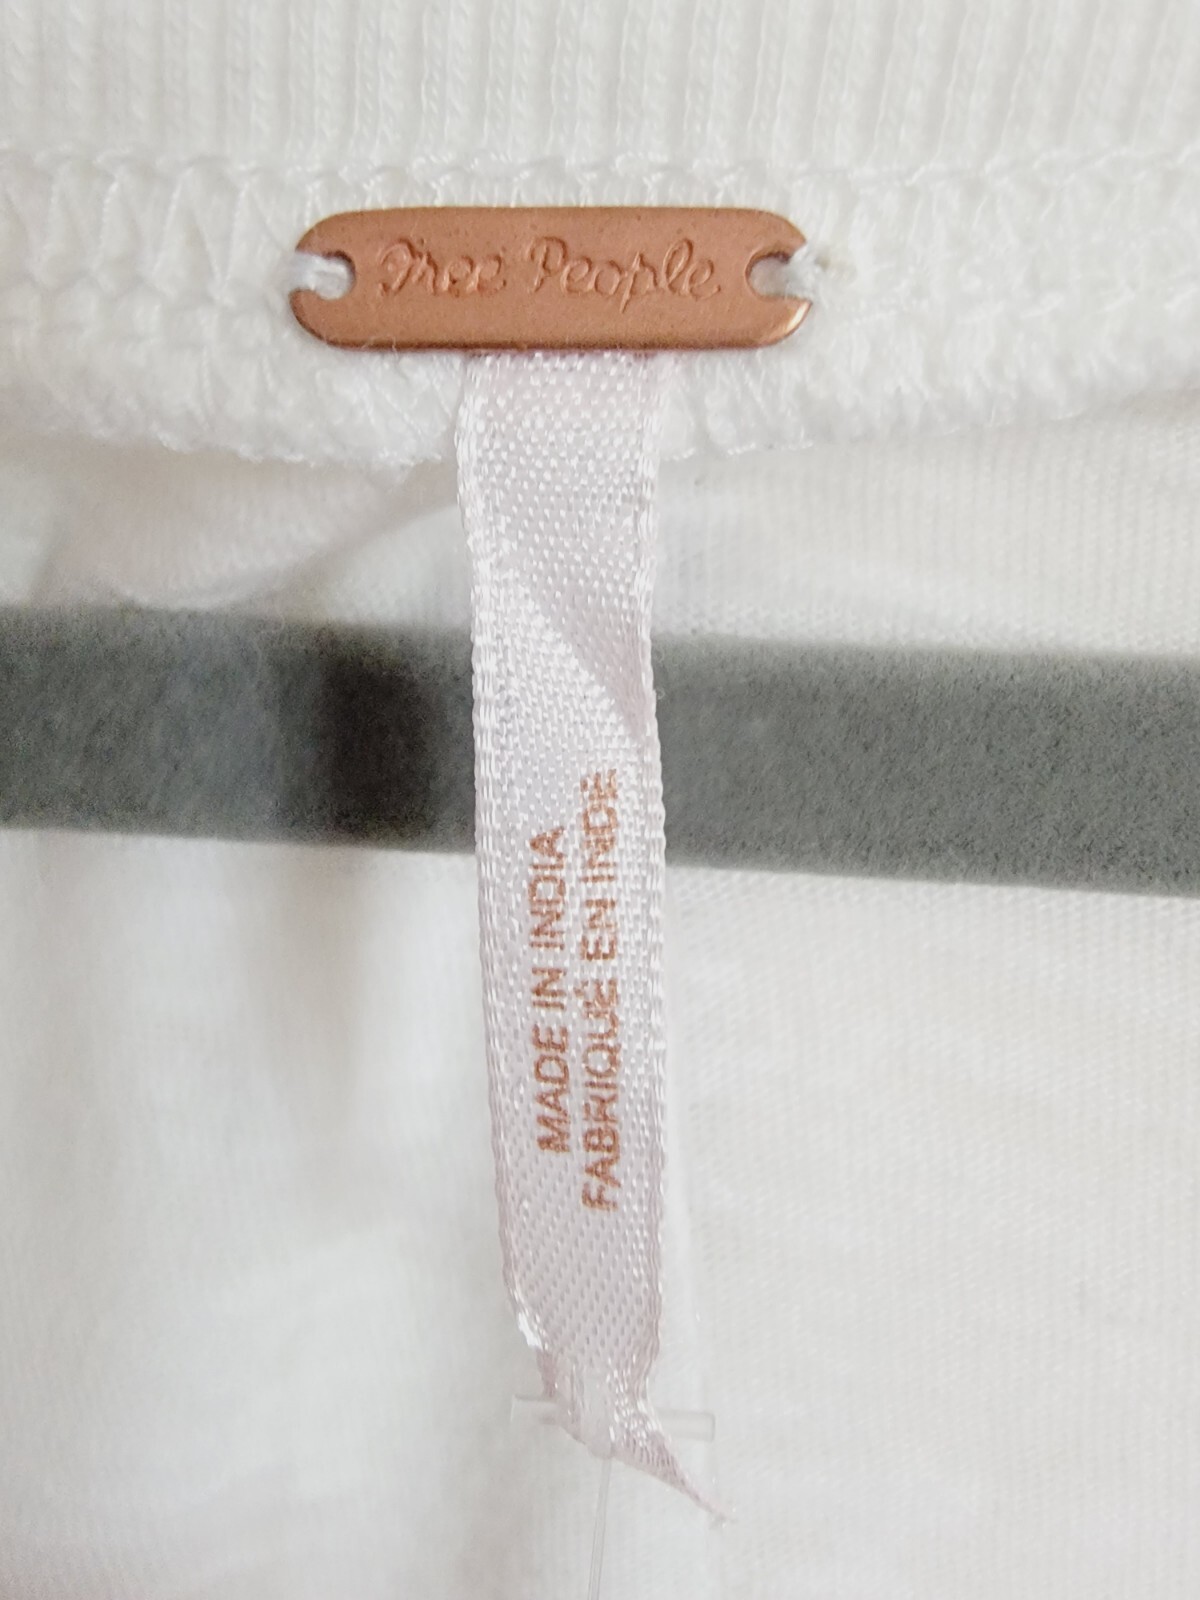 Free People
MADE IN INDIA
FABRIQUÉ EN INDE